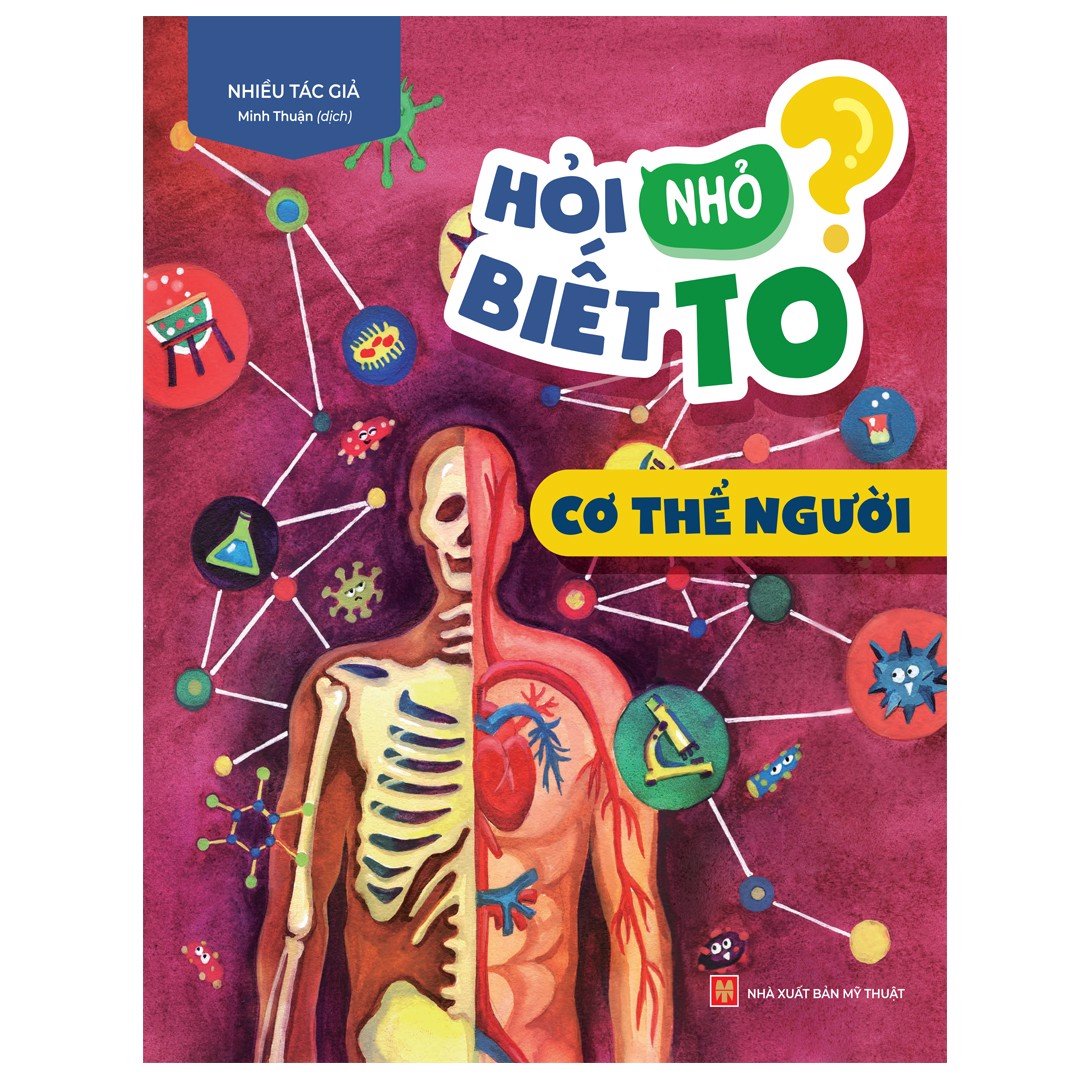 NHIỀU TÁC GIẢ
Minh Thuận (dịch)
HỎI NHỎ
BIẾT TO?
CƠ THỂ NGƯỜI
NHÀ XUẤT BẢN MỸ THUẬT